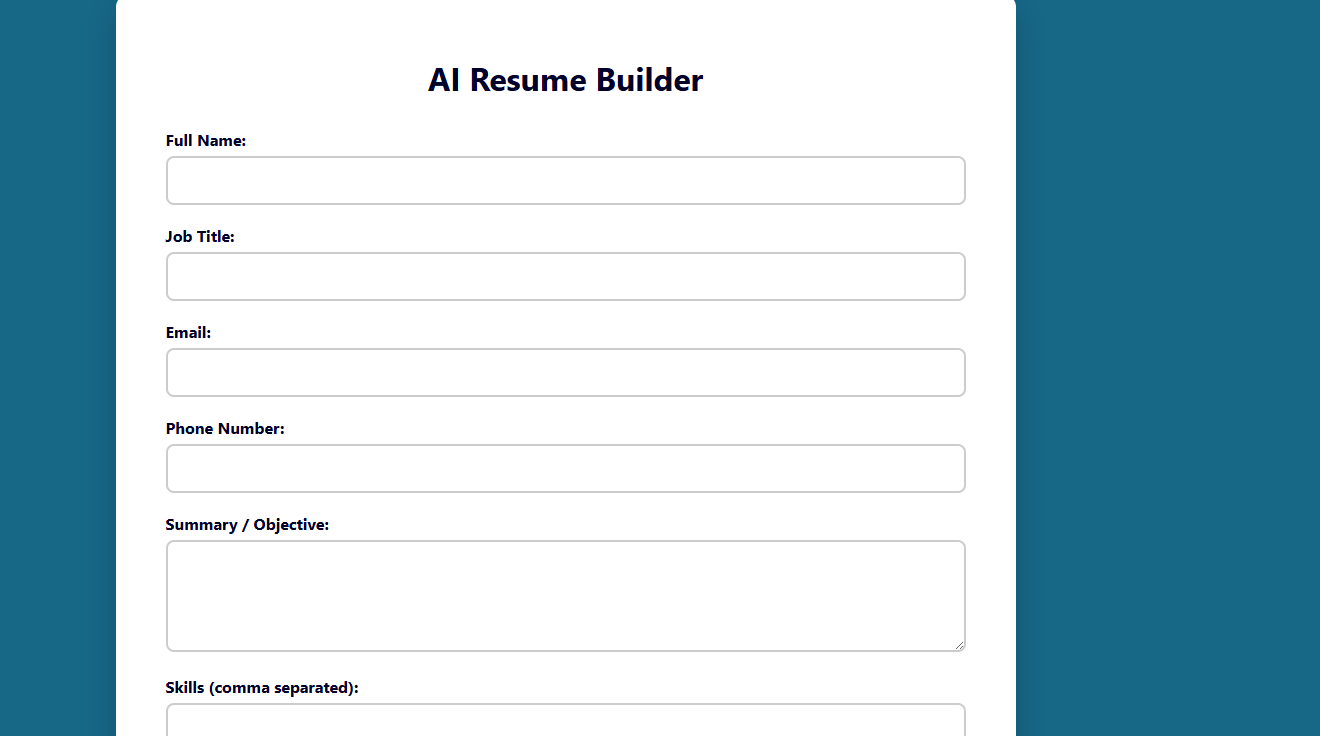 AI Resume Builder
Full Name:
Job Title:
Email:
Phone Number:
Summary / Objective:
Skills (comma separated):